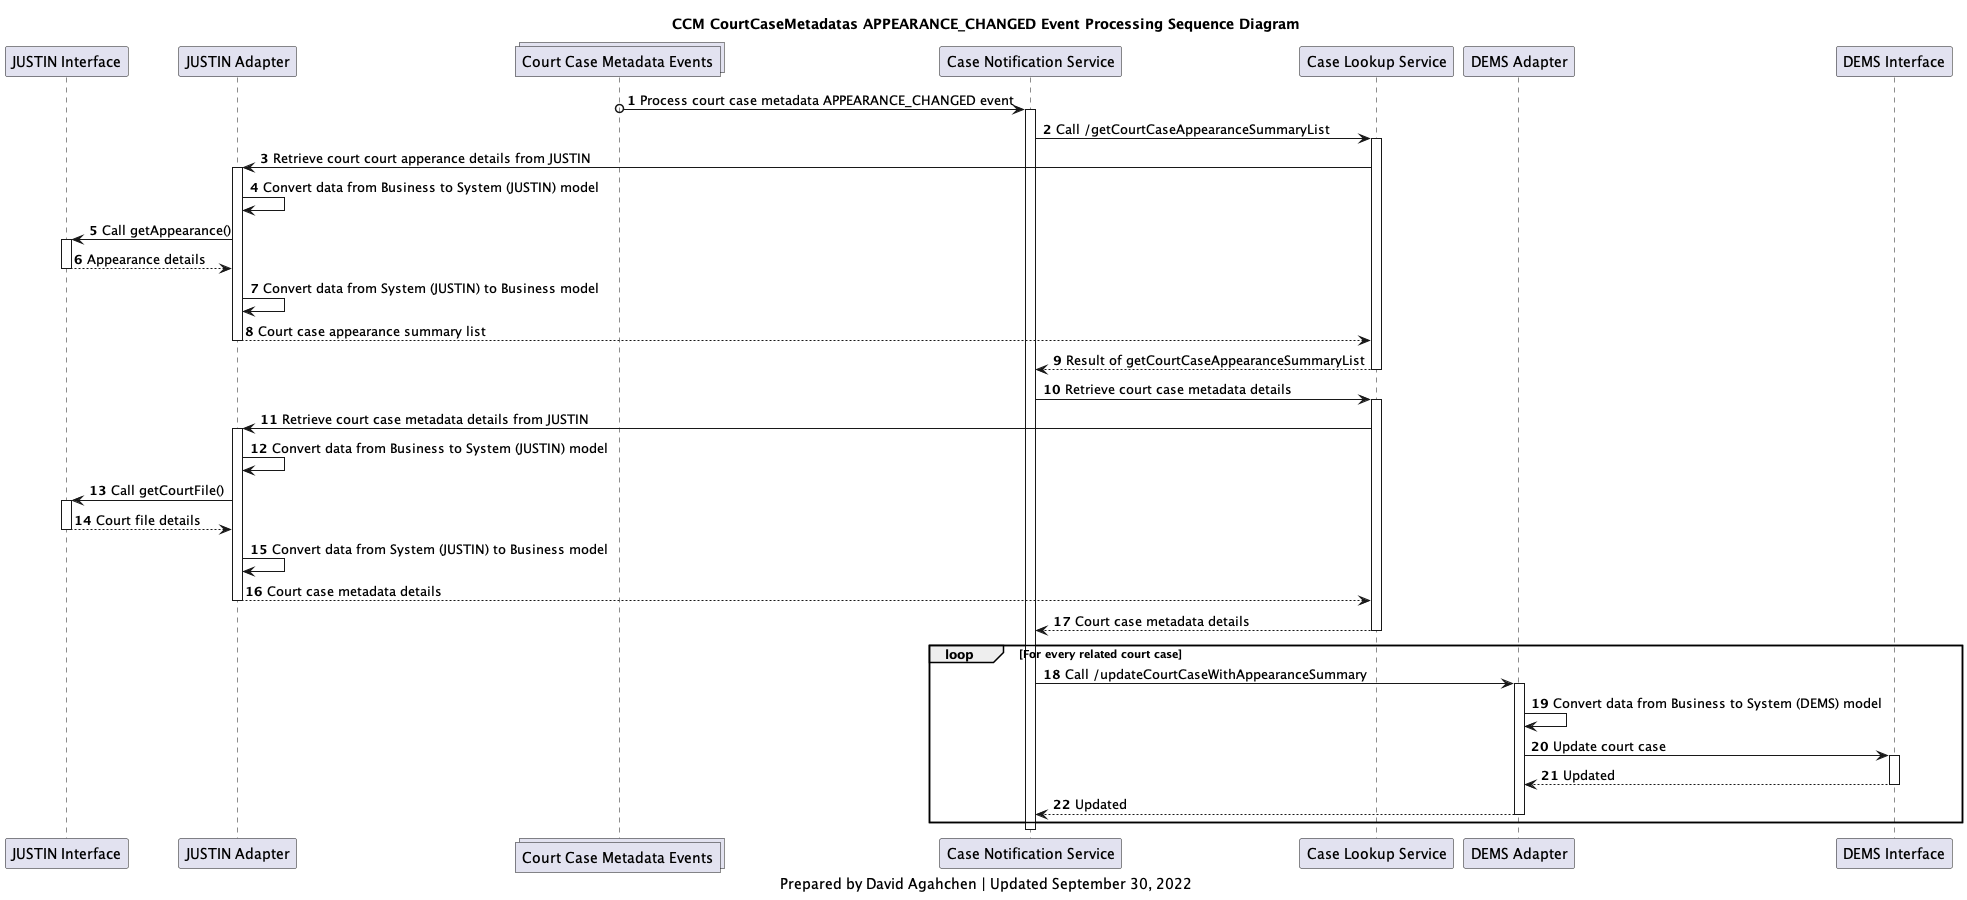 CCM CourtCaseMetadatas APPEARANCE_CHANGED Event Processing Sequence Diagram
JUSTIN Interface
JUSTIN Adapter
Court Case Metadata Events
Case Notification Service
Case Lookup Service
DEMS Adapter
DEMS Interface
1 Process court case metadata APPEARANCE_CHANGED event
2 Call /getCourtCaseAppearanceSummaryList
3 Retrieve court court apperance details from JUSTIN
4 Convert data from Business to System (JUSTIN) model
5 Call getAppearance()
6 Appearance details
7 Convert data from System (JUSTIN) to Business model
8 Court case appearance summary list
9 Result of getCourtCaseAppearanceSummaryList
10 Retrieve court case metadata details
11 Retrieve court case metadata details from JUSTIN
12 Convert data from Business to System (JUSTIN) model
13 Call getCourtFile()
14 Court file details
15 Convert data from System (JUSTIN) to Business model
16 Court case metadata details
17 Court case metadata details
loop [For every related court case]
18 Call /updateCourtCaseWithAppearanceSummary
19 Convert data from Business to System (DEMS) model
20 Update court case
21 Updated
22 Updated
JUSTIN Interface
JUSTIN Adapter
Court Case Metadata Events
Case Notification Service
Case Lookup Service
DEMS Adapter
DEMS Interface
Prepared by David Agahchen | Updated September 30, 2022